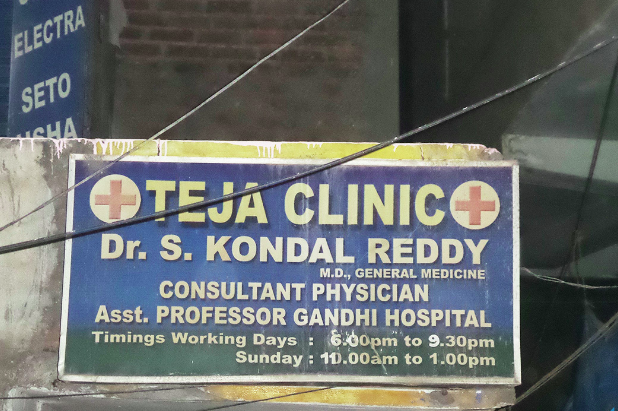 ELECTRA
SETO
USHA
TEJA CLINIC
Dr. S. KONDAL REDDY
M.D., GENERAL MEDICINE
CONSULTANT PHYSICIAN
Asst. PROFESSOR GANDHI HOSPITAL
Timings Working Days : 6.00pm to 9.30pm
Sunday : 10.00am to 1.00pm